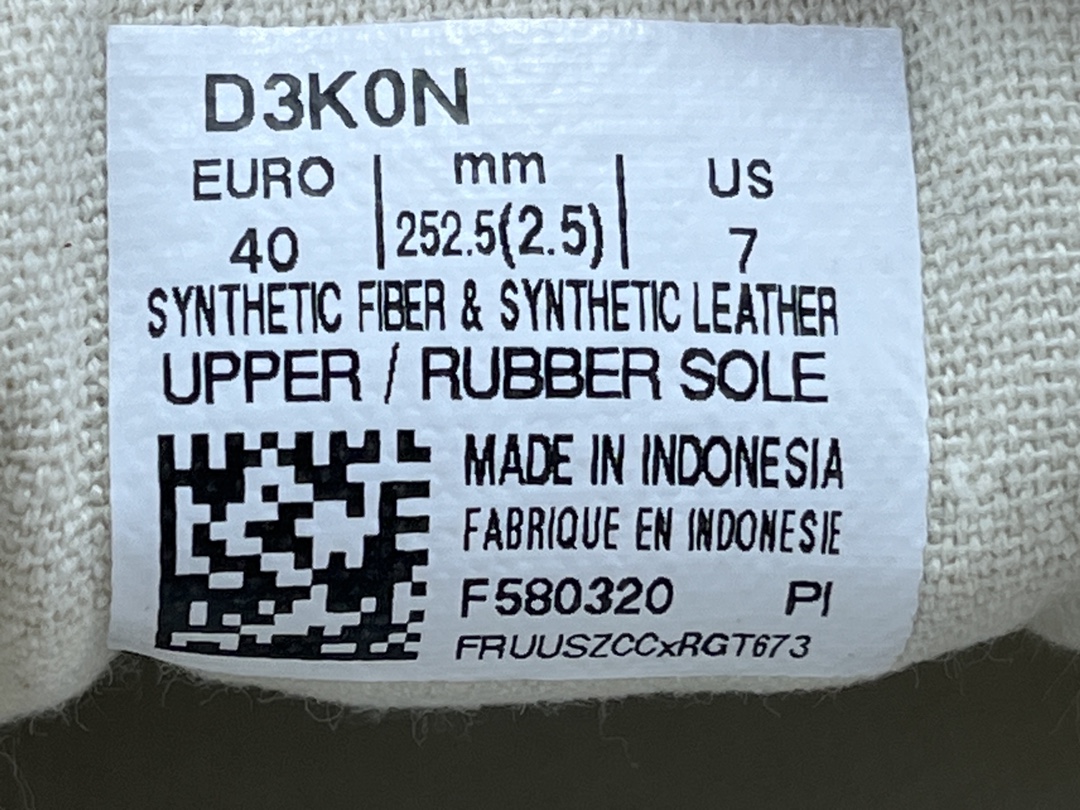 D3K0N
EURO | mm | US
40 | 252.5(2.5) | 7
SYNTHETIC FIBER & SYNTHETIC LEATHER
UPPER / RUBBER SOLE
MADE IN INDONESIA
FABRIQUE EN INDONESIE
F580320 PI
FRUUSZCCxRGT673